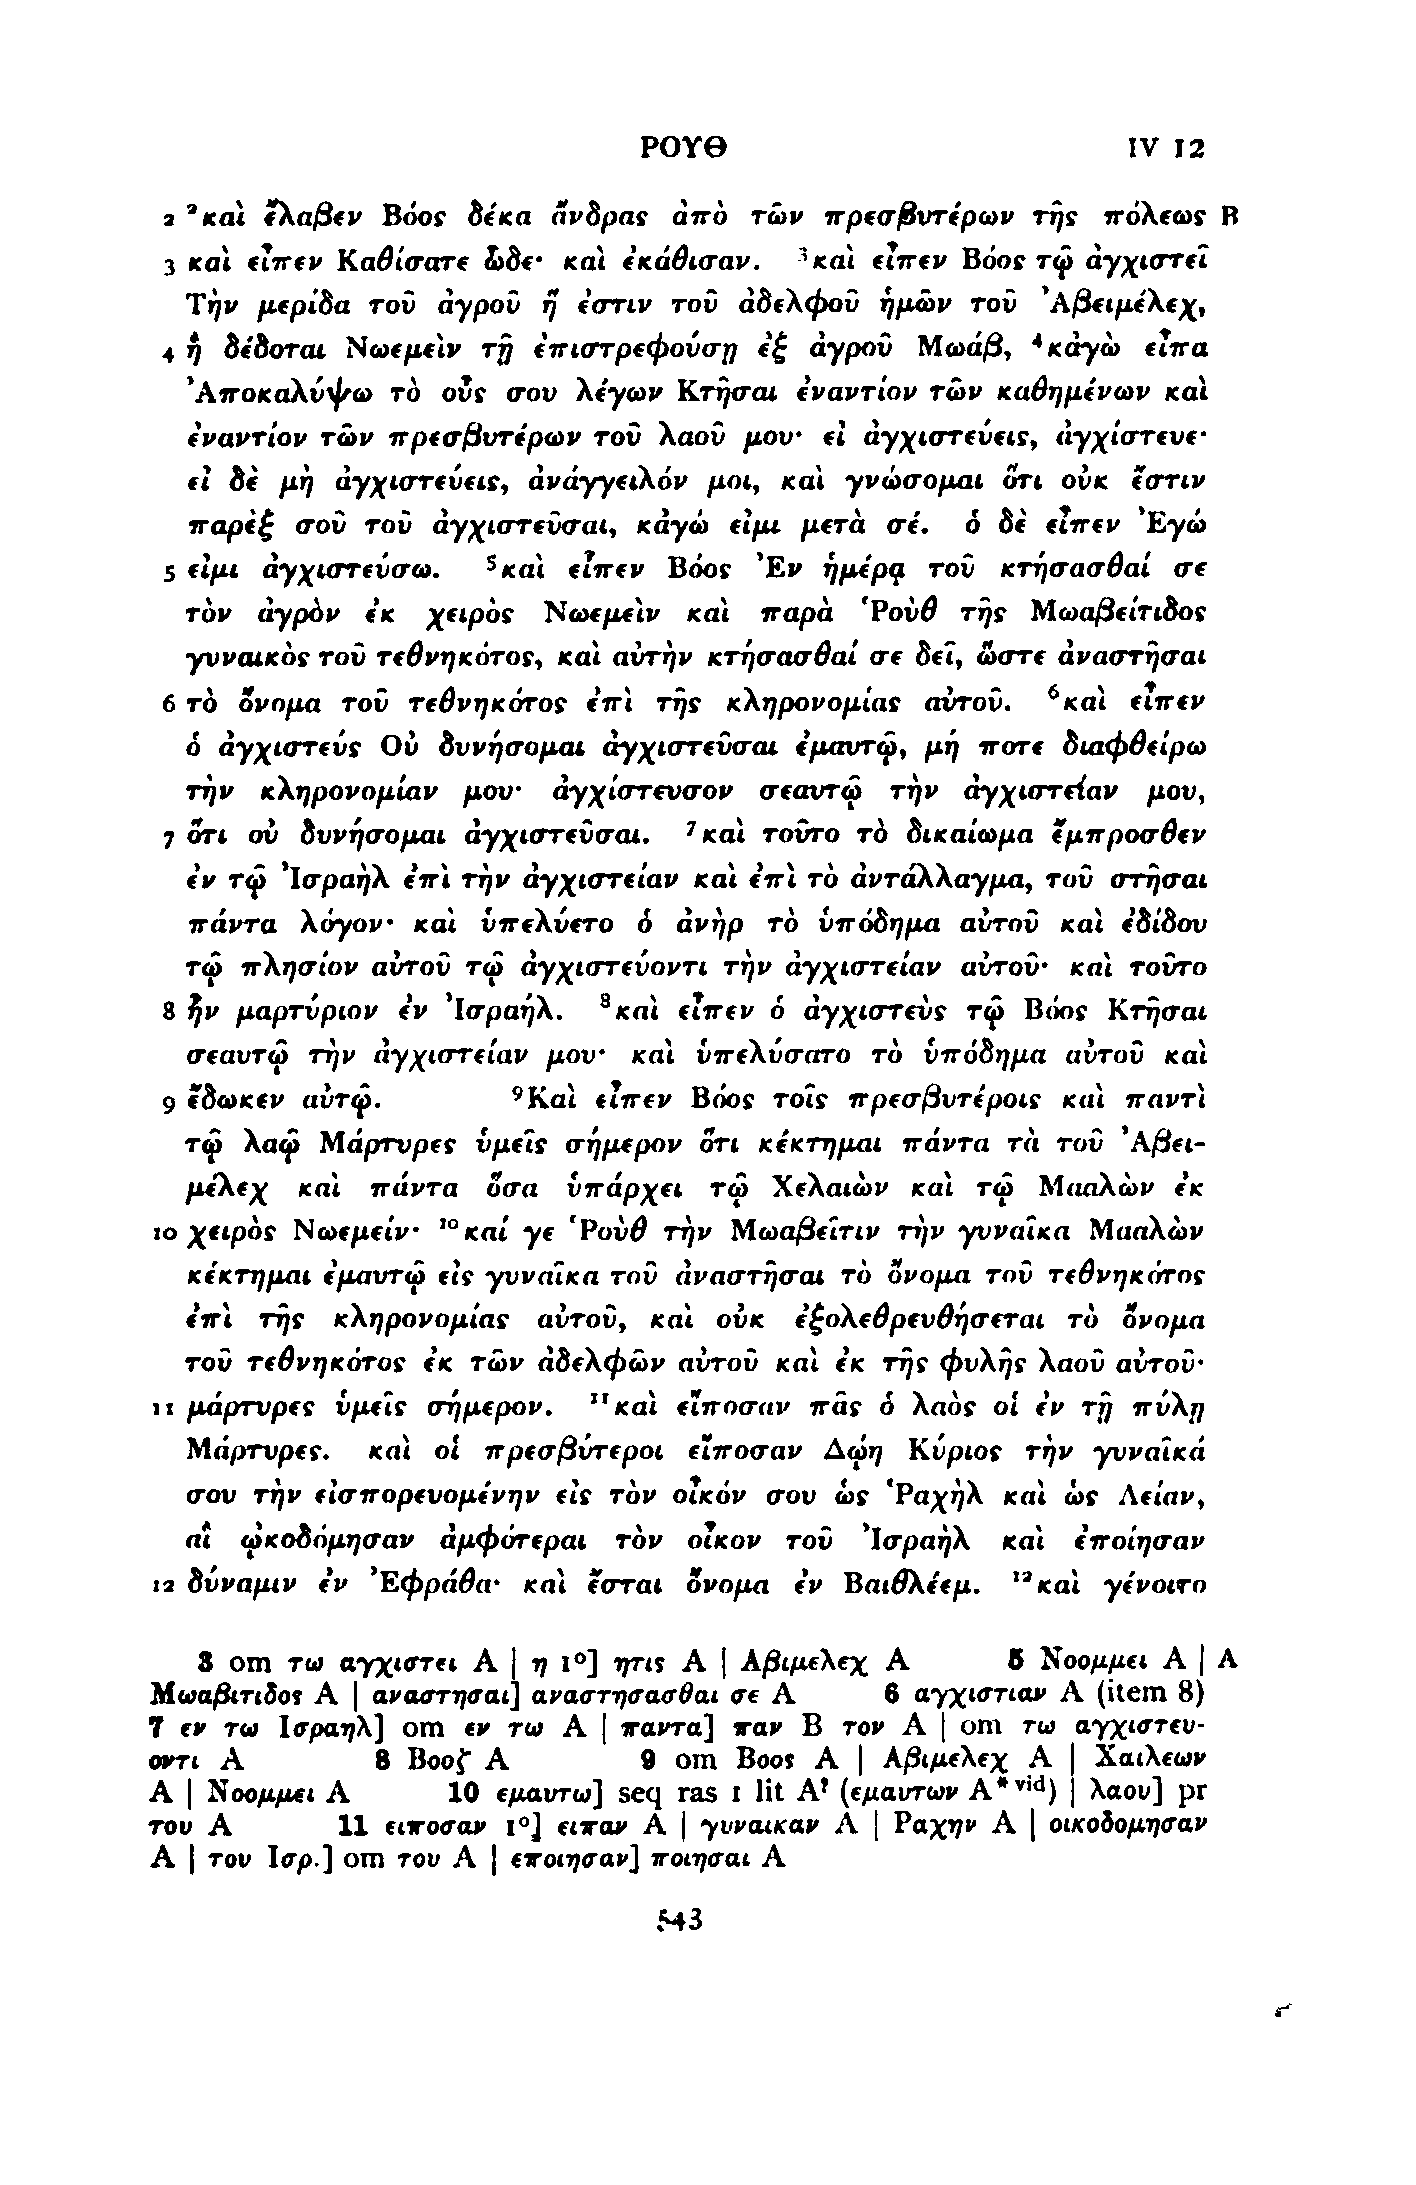 ΡΟΥΘ IV 12
2 ²καὶ ἔλαβεν Βόος δέκα ἄνδρας ἀπὸ τῶν πρεσβυτέρων τῆς πόλεως B
3 καὶ εἶπεν Καθίσατε ὧδε· καὶ ἐκάθισαν. ³καὶ εἶπεν Βόος τῷ ἀγχιστεῖ
Τὴν μερίδα τοῦ ἀγροῦ ἥ ἐστιν τοῦ ἀδελφοῦ ἡμῶν τοῦ Ἀβειμέλεχ,
4 ἣ δέδοται Νωεμεὶν τῇ ἐπιστρεφούσῃ ἐξ ἀγροῦ Μωάβ, ⁴κἀγὼ εἶπα
Ἀποκαλύψω τὸ οὖς σου λέγων Κτῆσαι ἐναντίον τῶν καθημένων καὶ
ἐναντίον τῶν πρεσβυτέρων τοῦ λαοῦ μου· εἰ ἀγχιστεύεις, ἀγχίστευε·
εἰ δὲ μὴ ἀγχιστεύεις, ἀνάγγειλόν μοι, καὶ γνώσομαι ὅτι οὐκ ἔστιν
παρὲξ σοῦ τοῦ ἀγχιστεῦσαι, κἀγώ εἰμι μετὰ σέ. ὁ δὲ εἶπεν Ἐγώ
5 εἰμι ἀγχιστεύσω. ⁵καὶ εἶπεν Βόος Ἐν ἡμέρᾳ τοῦ κτήσασθαί σε
τὸν ἀγρὸν ἐκ χειρὸς Νωεμεὶν καὶ παρὰ Ῥοὺθ τῆς Μωαβείτιδος
γυναικὸς τοῦ τεθνηκότος, καὶ αὐτὴν κτήσασθαί σε δεῖ, ὥστε ἀναστῆσαι
6 τὸ ὄνομα τοῦ τεθνηκότος ἐπὶ τῆς κληρονομίας αὐτοῦ. ⁶καὶ εἶπεν
ὁ ἀγχιστεύς Οὐ δυνήσομαι ἀγχιστεῦσαι ἐμαυτῷ, μή ποτε διαφθείρω
τὴν κληρονομίαν μου· ἀγχίστευσον σεαυτῷ τὴν ἀγχιστείαν μου,
7 ὅτι οὐ δυνήσομαι ἀγχιστεῦσαι. ⁷καὶ τοῦτο τὸ δικαίωμα ἔμπροσθεν
ἐν τῷ Ἰσραὴλ ἐπὶ τὴν ἀγχιστείαν καὶ ἐπὶ τὸ ἀντάλλαγμα, τοῦ στῆσαι
πάντα λόγον· καὶ ὑπελύετο ὁ ἀνὴρ τὸ ὑπόδημα αὐτοῦ καὶ ἐδίδου
τῷ πλησίον αὐτοῦ τῷ ἀγχιστεύοντι τὴν ἀγχιστείαν αὐτοῦ· καὶ τοῦτο
8 ἦν μαρτύριον ἐν Ἰσραήλ. ⁸καὶ εἶπεν ὁ ἀγχιστεὺς τῷ Βόος Κτῆσαι
σεαυτῷ τὴν ἀγχιστείαν μου· καὶ ὑπελύσατο τὸ ὑπόδημα αὐτοῦ καὶ
9 ἔδωκεν αὐτῷ. ⁹Καὶ εἶπεν Βόος τοῖς πρεσβυτέροις καὶ παντὶ
τῷ λαῷ Μάρτυρες ὑμεῖς σήμερον ὅτι κέκτημαι πάντα τὰ τοῦ Ἀβει-
μέλεχ καὶ πάντα ὅσα ὑπάρχει τῷ Χελαιὼν καὶ τῷ Μααλὼν ἐκ
10 χειρὸς Νωεμείν· ¹⁰καί γε Ῥοὺθ τὴν Μωαβεῖτιν τὴν γυναῖκα Μααλὼν
κέκτημαι ἐμαυτῷ εἰς γυναῖκα τοῦ ἀναστῆσαι τὸ ὄνομα τοῦ τεθνηκότος
ἐπὶ τῆς κληρονομίας αὐτοῦ, καὶ οὐκ ἐξολεθρευθήσεται τὸ ὄνομα
τοῦ τεθνηκότος ἐκ τῶν ἀδελφῶν αὐτοῦ καὶ ἐκ τῆς φυλῆς λαοῦ αὐτοῦ·
11 μάρτυρες ὑμεῖς σήμερον. ¹¹καὶ εἴποσαν πᾶς ὁ λαὸς οἱ ἐν τῇ πύλῃ
Μάρτυρες. καὶ οἱ πρεσβύτεροι εἴποσαν Δῴη Κύριος τὴν γυναῖκά
σου τὴν εἰσπορευομένην εἰς τὸν οἶκόν σου ὡς Ῥαχὴλ καὶ ὡς Λείαν,
αἳ ᾠκοδόμησαν ἀμφότεραι τὸν οἶκον τοῦ Ἰσραὴλ καὶ ἐποίησαν
12 δύναμιν ἐν Ἐφράθα· καὶ ἔσται ὄνομα ἐν Βαιθλέεμ. ¹²καὶ γένοιτο
3 om τω αγχιστει A | η 1°] ητις A | Αβιμελεχ A 5 Νοομμει A | A
Μωαβιτιδος A | αναστησαι] αναστησασθαι σε A 6 αγχιστιαν A (item 8)
7 εν τω Ισραηλ] om εν τω A | παντα] παν B τον A | om τω αγχιστευ-
οντι A 8 Βοοζ A 9 om Βοος A | Αβιμελεχ A | Χαιλεων
A | Νοομμει A 10 εμαυτω] seq ras 1 lit A? (εμαυτων A*vid) | λαου] pr
του A 11 ειποσαν 1°] ειπαν A | γυναικαν A | Ραχην A | οικοδομησαν
A | του Ισρ.] om του A | εποιησαν] ποιησαι A
543